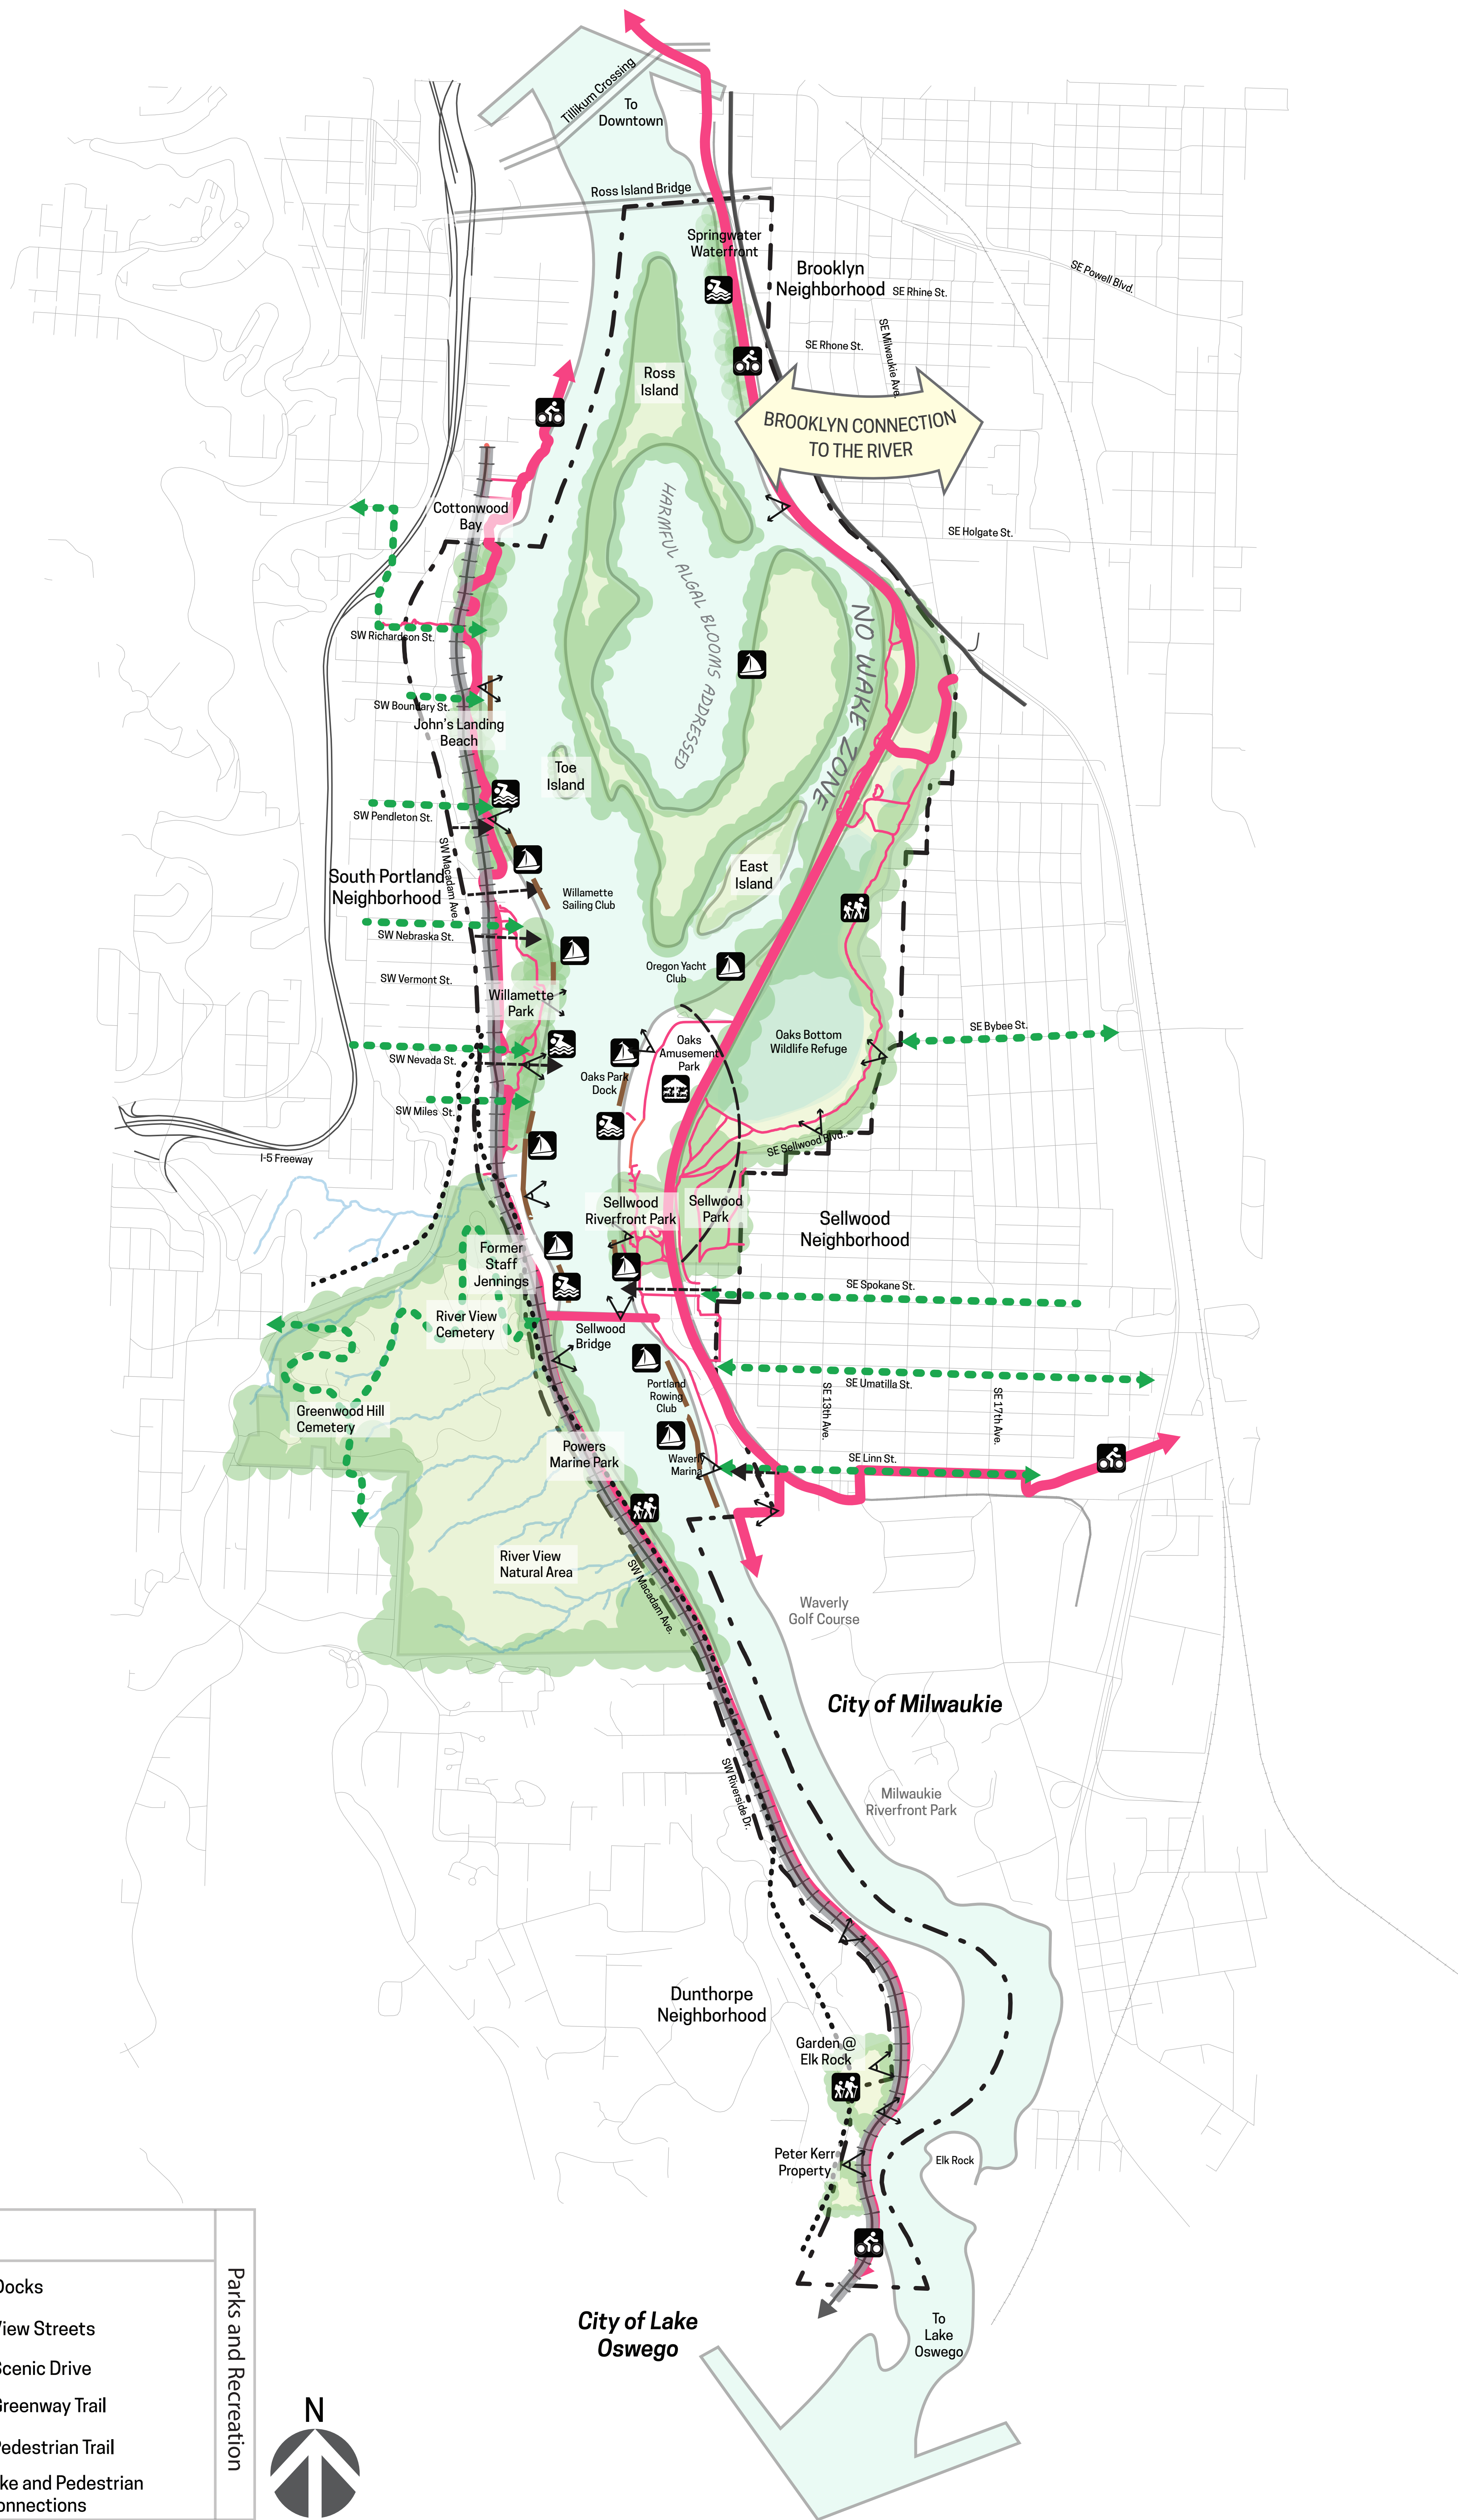 Tillikum Crossing
To
Downtown
Ross Island Bridge
Springwater
Waterfront
Brooklyn
Neighborhood
SE Rhine St.
SE Powell Blvd.
SE Rhone St.
SE Milwaukie Ave.
Ross
Island
BROOKLYN CONNECTION
TO THE RIVER
Cottonwood
Bay
HARMFUL ALGAL BLOOMS ADDRESSED
SE Holgate St.
NO WAKE ZONE
SW Richardson St.
SW Boundary St.
John's Landing
Beach
Toe
Island
SW Pendleton St.
SW Macadam Ave.
South Portland
Neighborhood
East
Island
Willamette
Sailing Club
SW Nebraska St.
SW Vermont St.
Oregon Yacht
Club
Willamette
Park
Oaks
Amusement
Park
Oaks Bottom
Wildlife Refuge
SE Bybee St.
SW Nevada St.
Oaks Park
Dock
SW Miles St.
I-5 Freeway
SE Sellwood Blvd..
Sellwood
Riverfront Park
Sellwood
Park
Sellwood
Neighborhood
Former
Staff
Jennings
SE Spokane St.
River View
Cemetery
Sellwood
Bridge
Portland
Rowing
Club
SE Umatilla St.
SE 13th Ave.
SE 17th Ave.
Greenwood Hill
Cemetery
Powers
Marine Park
Waverly
Marina
SE Linn St.
River View
Natural Area
SW Macadam Ave.
Waverly
Golf Course
City of Milwaukie
SW Riverside Dr.
Milwaukie
Riverfront Park
Dunthorpe
Neighborhood
Garden @
Elk Rock
Peter Kerr
Property
Elk Rock
City of Lake
Oswego
To
Lake
Oswego
Docks
View Streets
Scenic Drive
Greenway Trail
Pedestrian Trail
ke and Pedestrian
onnections
Parks and Recreation
N